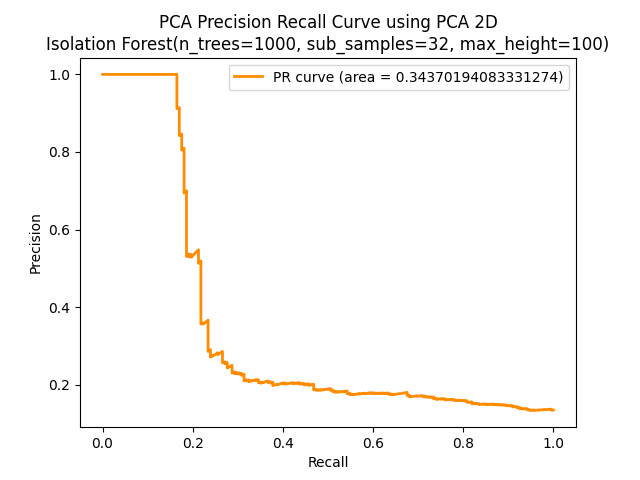 PCA Precision Recall Curve using PCA 2D
Isolation Forest(n_trees=1000, sub_samples=32, max_height=100)
PR curve (area = 0.34370194083331274)
1.0
0.8
0.6
0.4
0.2
Precision
0.0 0.2 0.4 0.6 0.8 1.0
Recall